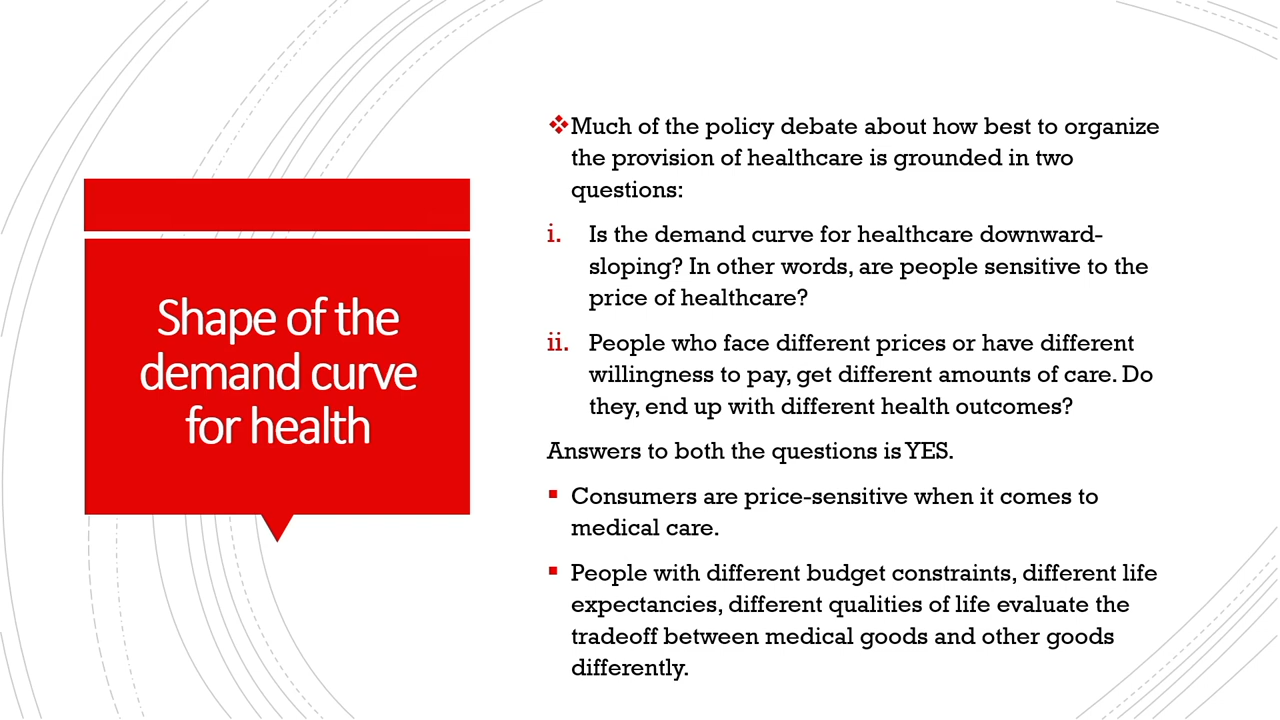 Shape of the
demand curve
for health
❖Much of the policy debate about how best to organize
the provision of healthcare is grounded in two
questions:
i. Is the demand curve for healthcare downward-
sloping? In other words, are people sensitive to the
price of healthcare?
ii. People who face different prices or have different
willingness to pay, get different amounts of care. Do
they, end up with different health outcomes?
Answers to both the questions is YES.
▪ Consumers are price-sensitive when it comes to
medical care.
▪ People with different budget constraints, different life
expectancies, different qualities of life evaluate the
tradeoff between medical goods and other goods
differently.